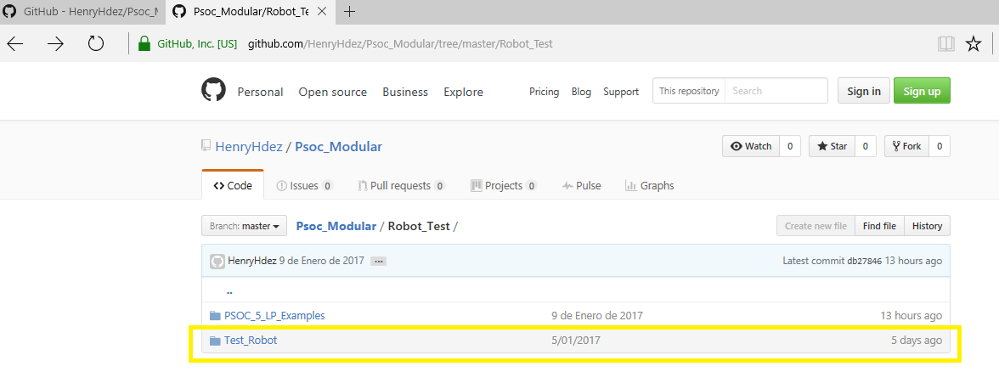 GitHub - HenryHdez/Psoc_M Psoc_Modular/Robot_Te
GitHub, Inc. [US] github.com/HenryHdez/Psoc_Modular/tree/master/Robot_Test
Personal Open source Business Explore Pricing Blog Support This repository Search Sign in Sign up
HenryHdez / Psoc_Modular Watch 0 Star 0 Fork 0
Code Issues 0 Pull requests 0 Projects 0 Pulse Graphs
Branch: master Psoc_Modular / Robot_Test / Create new file Find file History
HenryHdez 9 de Enero de 2017 ... Latest commit db27846 13 hours ago
..
PSOC_5_LP_Examples 9 de Enero de 2017 13 hours ago
Test_Robot 5/01/2017 5 days ago